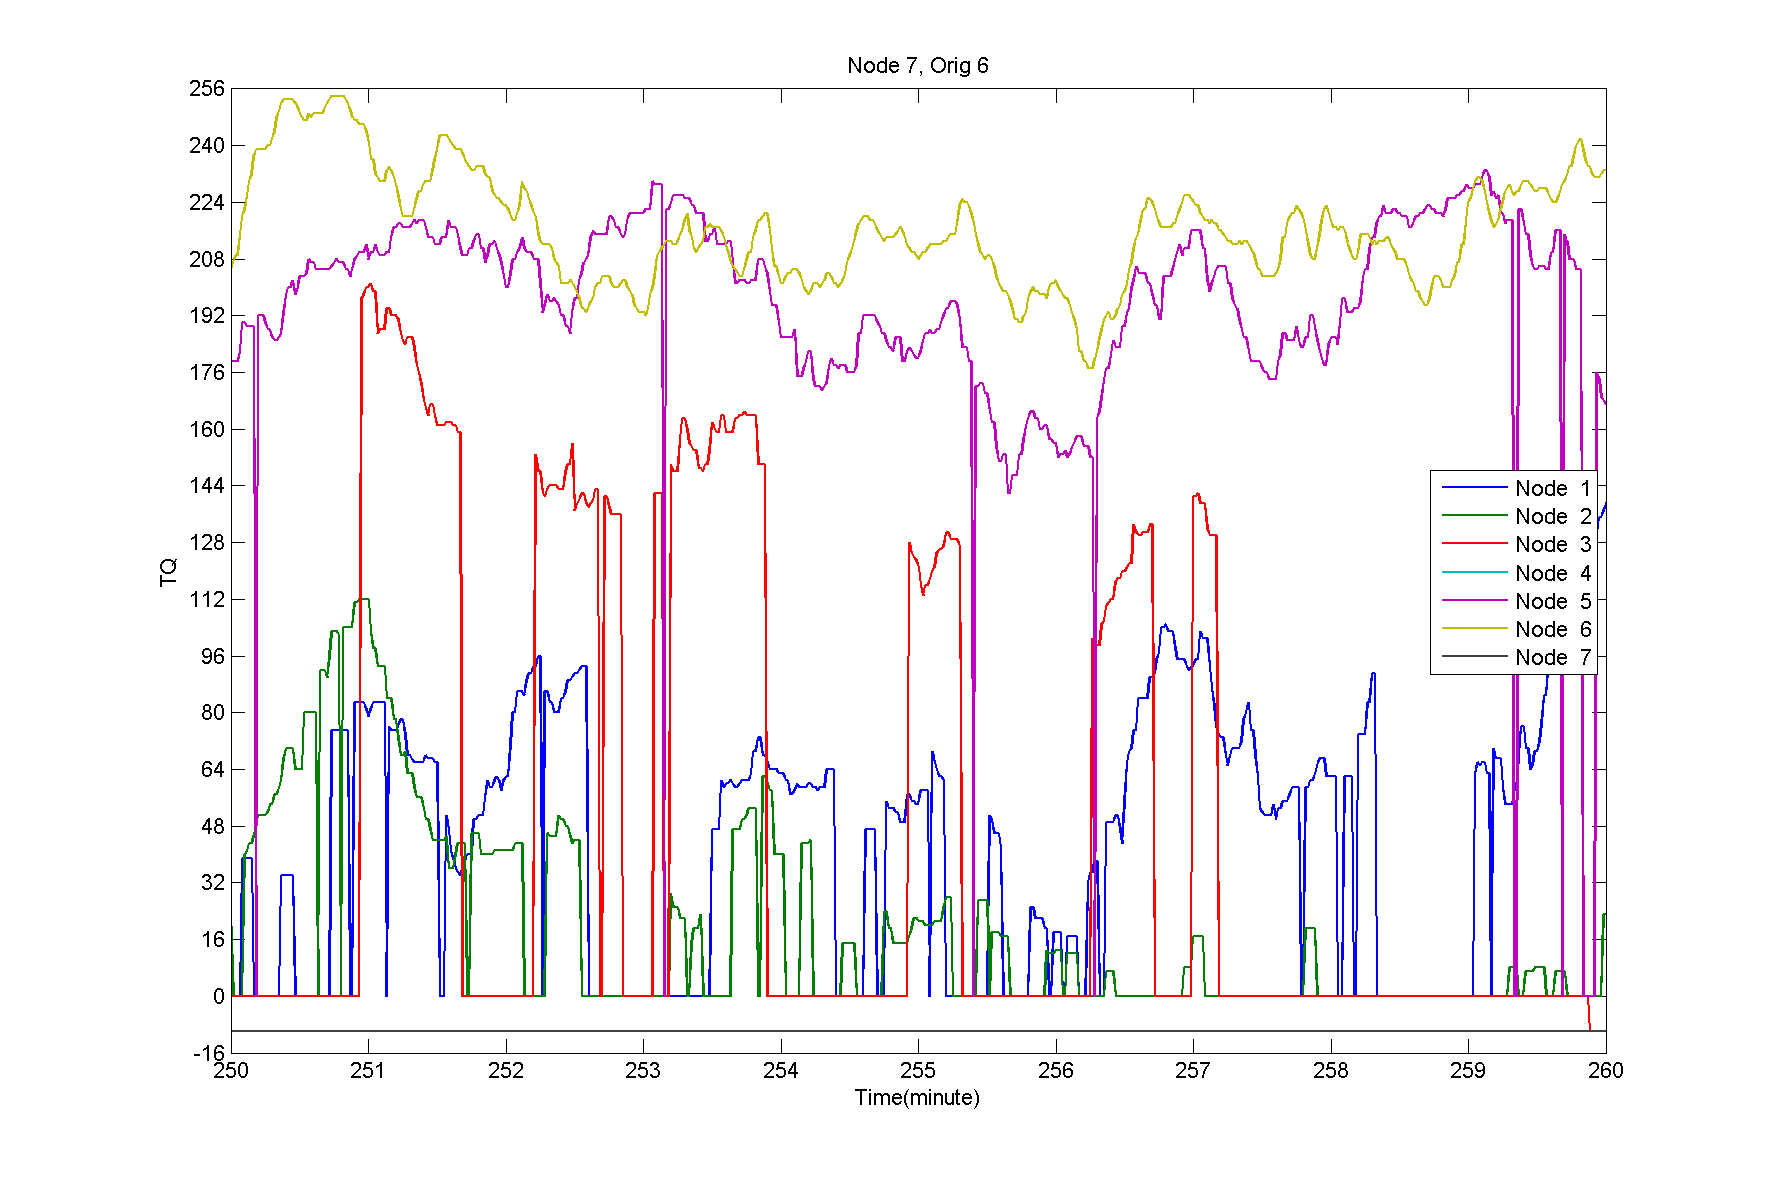 Node 7, Orig 6
256
240
224
208
192
176
160
144
128
112
96
80
64
48
32
16
0
-16
TQ
Node 1
Node 2
Node 3
Node 4
Node 5
Node 6
Node 7
250 251 252 253 254 255 256 257 258 259 260
Time(minute)